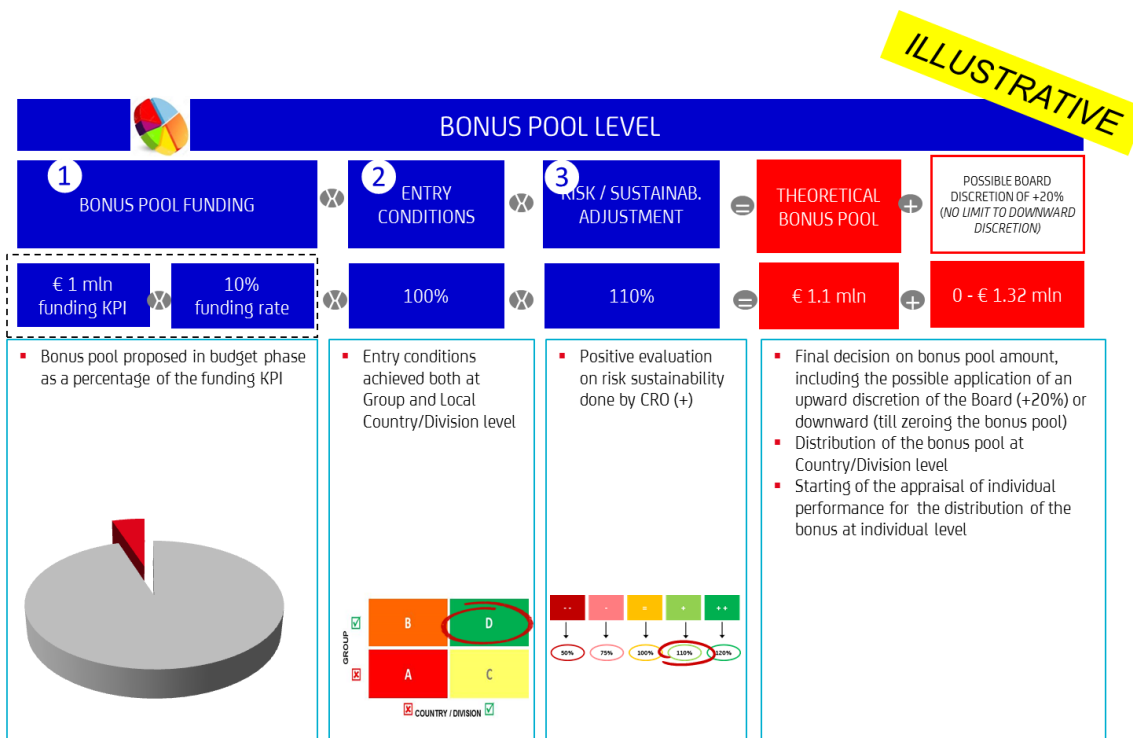 ILLUSTRATIVE
BONUS POOL LEVEL
1
BONUS POOL FUNDING
2
ENTRY
CONDITIONS
3
RISK / SUSTAINAB.
ADJUSTMENT
=
THEORETICAL
BONUS POOL
+
POSSIBLE BOARD
DISCRETION OF +20%
(NO LIMIT TO DOWNWARD
DISCRETION)
€ 1 mln
funding KPI
10%
funding rate
100%
110%
=
€ 1.1 mln
+
0 - € 1.32 mln
Bonus pool proposed in budget phase
as a percentage of the funding KPI
Entry conditions
achieved both at
Group and Local
Country/Division level
Positive evaluation
on risk sustainability
done by CRO (+)
Final decision on bonus pool amount,
including the possible application of an
upward discretion of the Board (+20%) or
downward (till zeroing the bonus pool)
Distribution of the bonus pool at
Country/Division level
Starting of the appraisal of individual
performance for the distribution of the
bonus at individual level
GROUP
B
D
A
C
COUNTRY / DIVISION
- -
-
=
+
+ +
50%
75%
100%
110%
120%